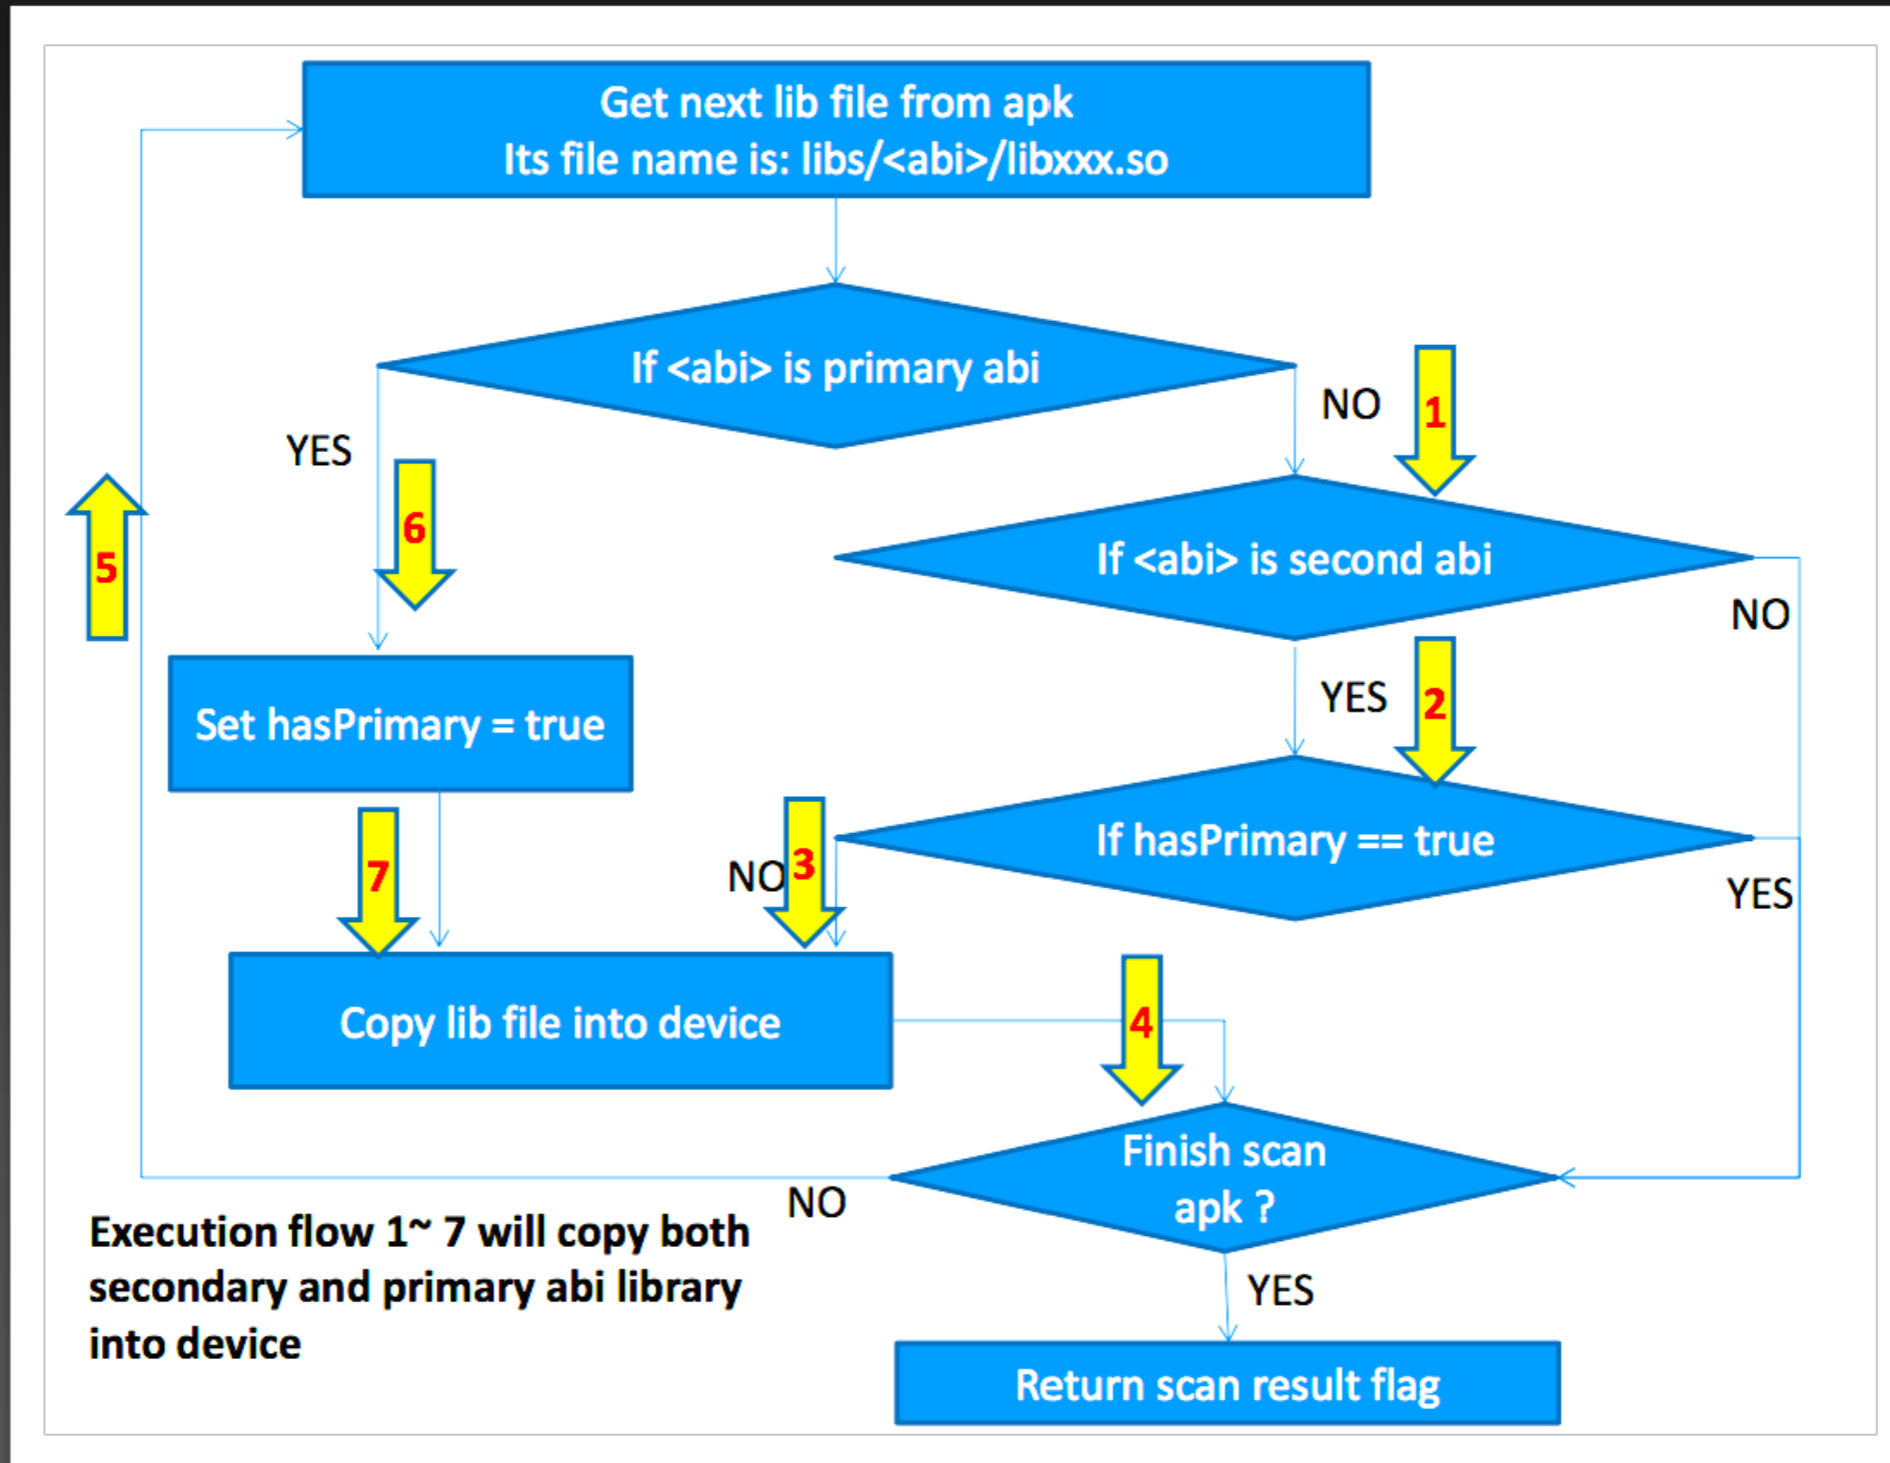 Get next lib file from apk
Its file name is: libs/<abi>/libxxx.so
If <abi> is primary abi
NO
1
YES
6
5
If <abi> is second abi
NO
YES
2
Set hasPrimary = true
If hasPrimary == true
NO
3
7
YES
Copy lib file into device
4
Finish scan
apk ?
NO
Execution flow 1~ 7 will copy both
secondary and primary abi library
into device
YES
Return scan result flag